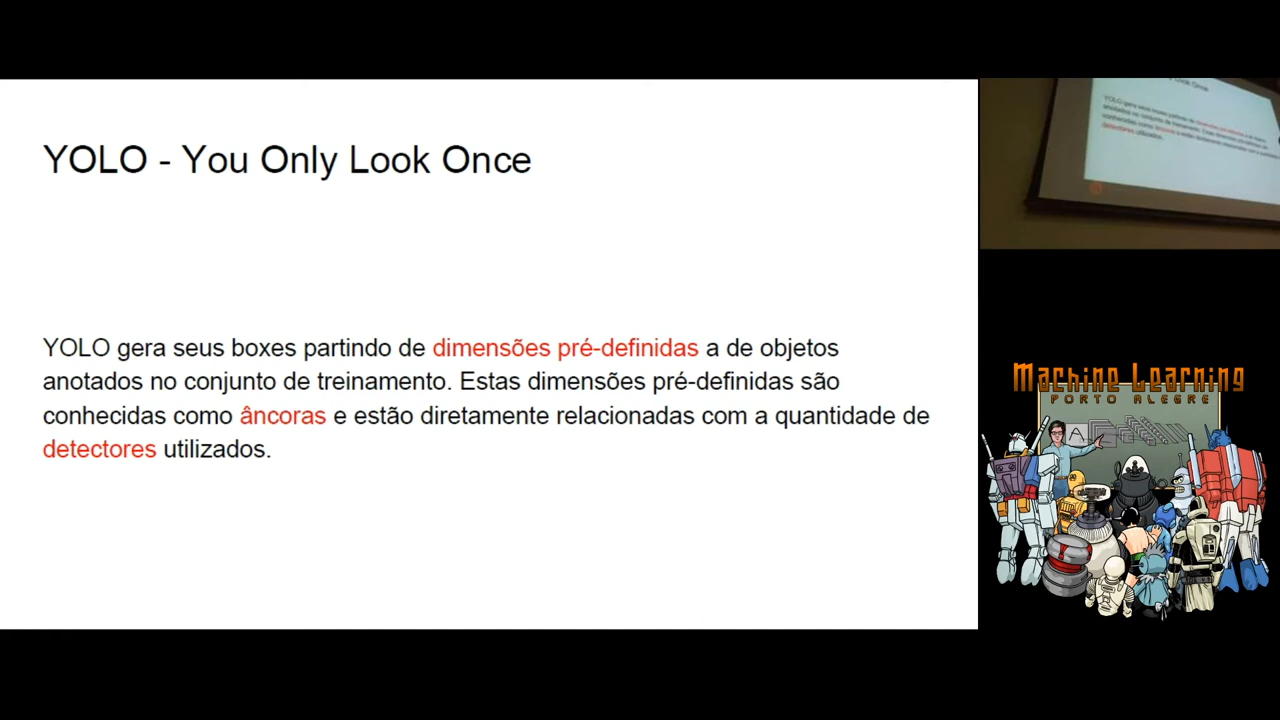 YOLO - You Only Look Once
YOLO gera seus boxes partindo de dimensões pré-definidas a de objetos
anotados no conjunto de treinamento. Estas dimensões pré-definidas são
conhecidas como âncoras e estão diretamente relacionadas com a quantidade de
detectores utilizados.
Machine Learning
PORTO ALEGRE
A